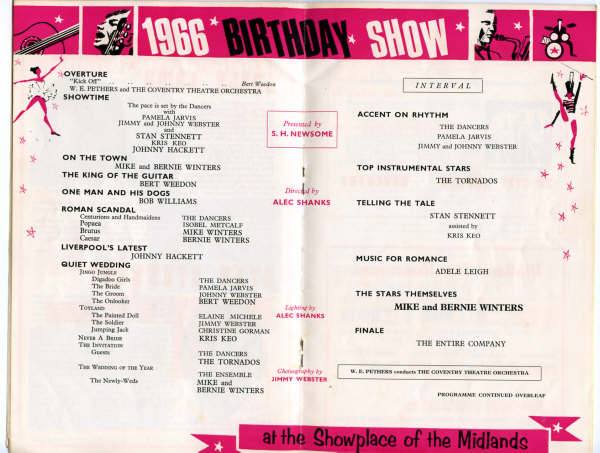 1966 BIRTHDAY SHOW
OVERTURE
"Kick Off" Bert Weedon
W. E. PETHERS and THE COVENTRY THEATRE ORCHESTRA
SHOWTIME
The pace is set by the Dancers
with
PAMELA JARVIS
JIMMY and JOHNNY WEBSTER
and
STAN STENNETT
KRIS KEO
JOHNNY HACKETT
ON THE TOWN
MIKE and BERNIE WINTERS
THE KING OF THE GUITAR
BERT WEEDON
ONE MAN AND HIS DOGS
BOB WILLIAMS
ROMAN SCANDAL
Centurions and Handmaidens THE DANCERS
Popaea ISOBEL METCALF
Brutus MIKE WINTERS
Caesar BERNIE WINTERS
LIVERPOOL'S LATEST
JOHNNY HACKETT
QUIET WEDDING
JINGO JUNGLE
Digadoo Girls THE DANCERS
The Bride PAMELA JARVIS
The Groom JOHNNY WEBSTER
The Onlooker BERT WEEDON
TOYLAND
The Painted Doll ELAINE MICHELE
The Soldier JIMMY WEBSTER
Jumping Jack CHRISTINE GORMAN
NEVER A BRIDE KRIS KEO
THE INVITATION
Guests THE DANCERS
THE TORNADOS
THE WEDDING OF THE YEAR THE ENSEMBLE
The Newly-Weds MIKE and
BERNIE WINTERS
Presented by
S. H. NEWSOME
Directed by
ALEC SHANKS
Lighting by
ALEC SHANKS
Choreography by
JIMMY WEBSTER
INTERVAL
ACCENT ON RHYTHM
THE DANCERS
PAMELA JARVIS
JIMMY and JOHNNY WEBSTER
TOP INSTRUMENTAL STARS
THE TORNADOS
TELLING THE TALE
STAN STENNETT
assisted by
KRIS KEO
MUSIC FOR ROMANCE
ADELE LEIGH
THE STARS THEMSELVES
MIKE and BERNIE WINTERS
FINALE
THE ENTIRE COMPANY
W. E. PETHERS conducts THE COVENTRY THEATRE ORCHESTRA
PROGRAMME CONTINUED OVERLEAF
at the Showplace of the Midlands